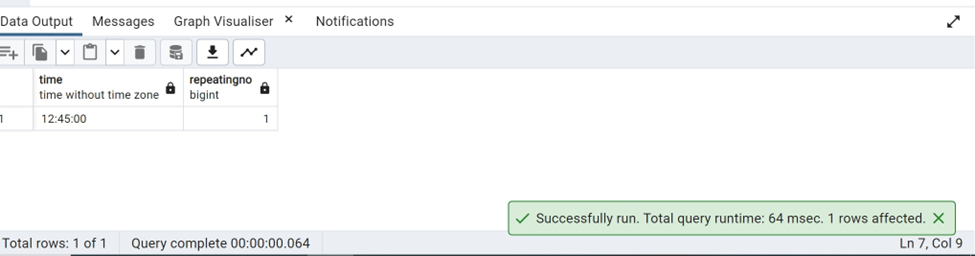 Data Output Messages Graph Visualiser × Notifications
time repeatingno
time without time zone bigint
1 12:45:00 1
Successfully run. Total query runtime: 64 msec. 1 rows affected.
Total rows: 1 of 1 Query complete 00:00:00.064 Ln 7, Col 9